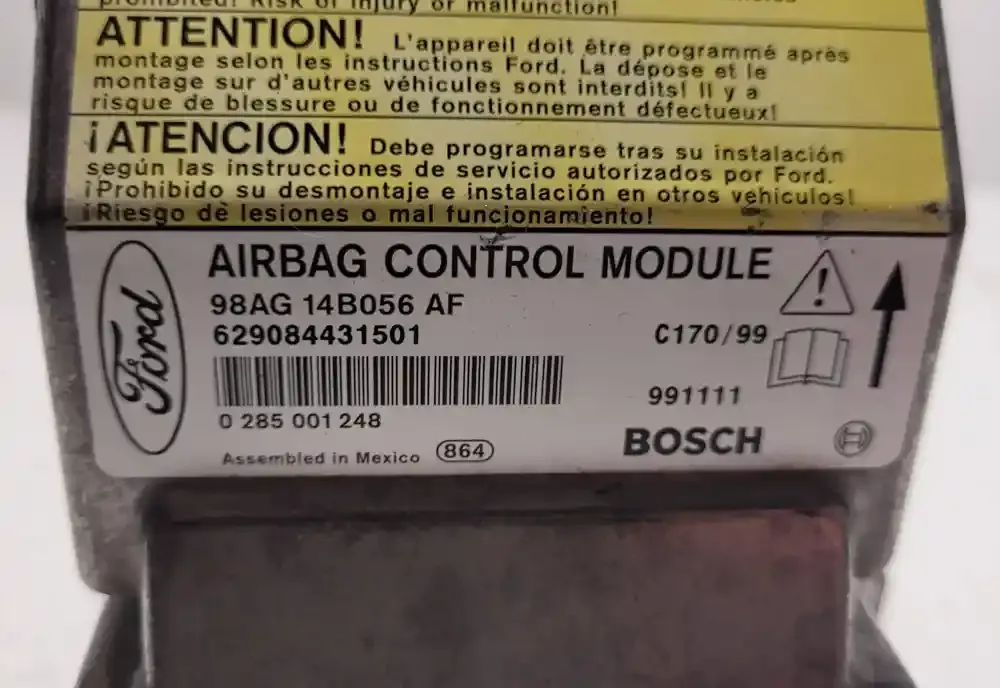 prohibited! Risk of injury or malfunction!
ATTENTION! L'appareil doit être programmé après
montage selon les instructions Ford. La dépose et le
montage sur d'autres véhicules sont interdits! Il y a
risque de blessure ou de fonctionnement défectueux!
¡ATENCION! Debe programarse tras su instalación
según las instrucciones de servicio autorizados por Ford.
¡Prohibido su desmontaje e instalación en otros vehiculos!
¡Riesgo de lesiones o mal funcionamiento!
Ford
AIRBAG CONTROL MODULE
98AG 14B056 AF
629084431501
C170/99
991111
0 285 001 248
BOSCH
Assembled in Mexico 864